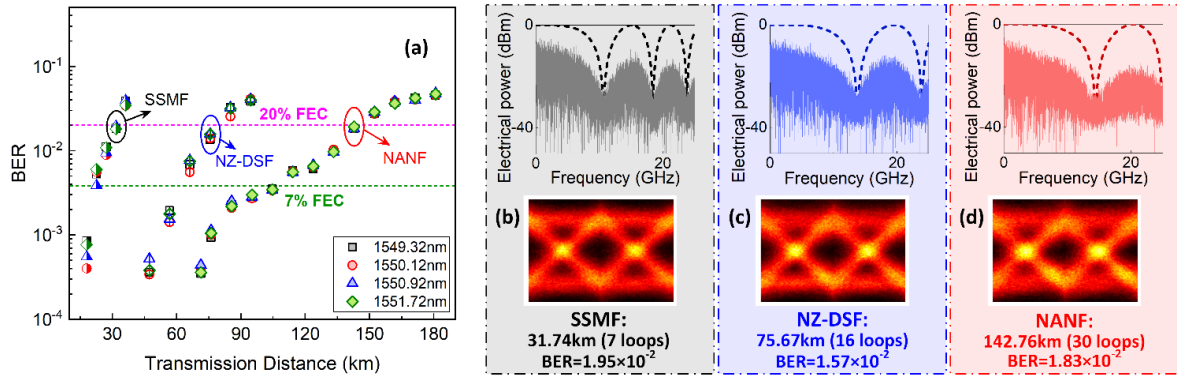 (a)
BER
10⁻¹
10⁻²
10⁻³
10⁻⁴
SSMF
20% FEC
NZ-DSF
NANF
7% FEC
1549.32nm
1550.12nm
1550.92nm
1551.72nm
30 60 90 120 150 180
Transmission Distance (km)
Electrical power (dBm)
0
-40
0 20
Frequency (GHz)
(b)
SSMF:
31.74km (7 loops)
BER=1.95×10⁻²
Electrical power (dBm)
0
-40
0 20
Frequency (GHz)
(c)
NZ-DSF:
75.67km (16 loops)
BER=1.57×10⁻²
Electrical power (dBm)
0
-40
0 20
Frequency (GHz)
(d)
NANF:
142.76km (30 loops)
BER=1.83×10⁻²